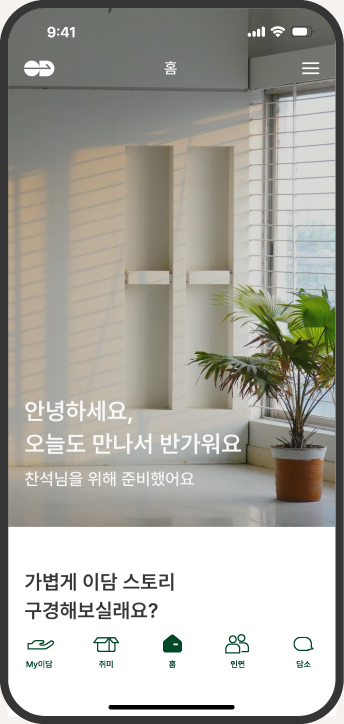 9:41
홈
안녕하세요,
오늘도 만나서 반가워요
찬석님을 위해 준비했어요
가볍게 이담 스토리
구경해보실래요?
My이담 취미 홈 인연 담소